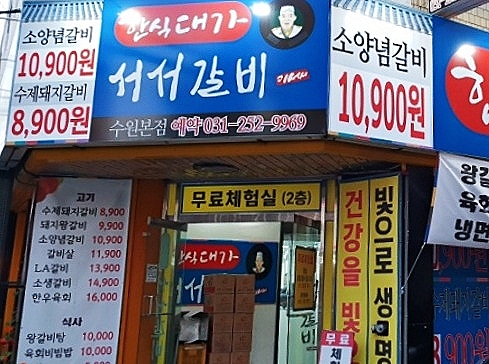 소양념갈비
10,900원
수제돼지갈비
8,900원
한식대가
서서갈비
수원본점 예약 031-252-9969
소양념갈비
10,900원
한
왕갈
육회
냉면
고기
수제돼지갈비 8,900
돼지왕갈비 9,900
소양념갈비 10,900
갈비살 11,900
LA갈비 13,900
소생갈비 14,900
한우육회 16,000
식사
왕갈비탕 10,000
육회비빔밥 10,000
무료체험실 (2층)
한식대가
건강을 빛
빛으로 생명
무료
체